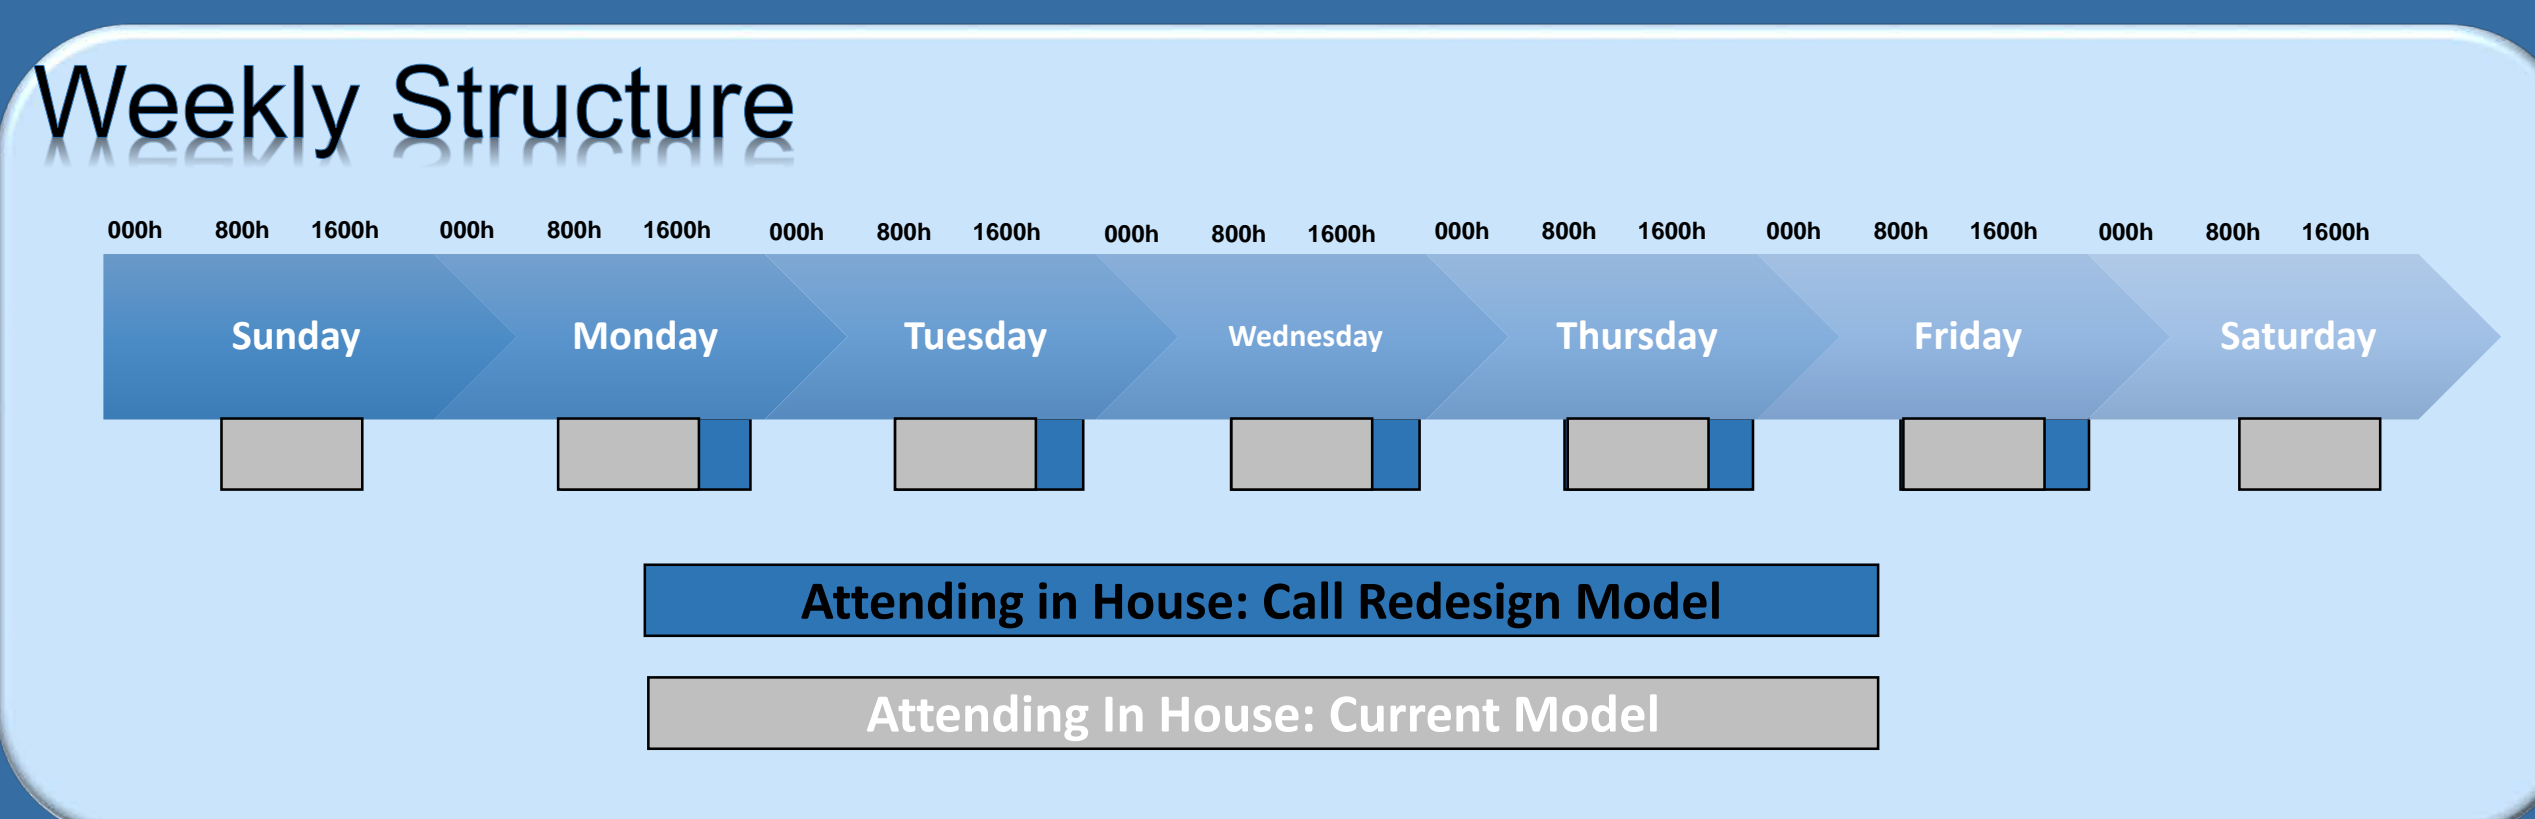 Weekly Structure
000h 800h 1600h 000h 800h 1600h 000h 800h 1600h 000h 800h 1600h 000h 800h 1600h 000h 800h 1600h 000h 800h 1600h
Sunday Monday Tuesday Wednesday Thursday Friday Saturday
Attending in House: Call Redesign Model
Attending In House: Current Model